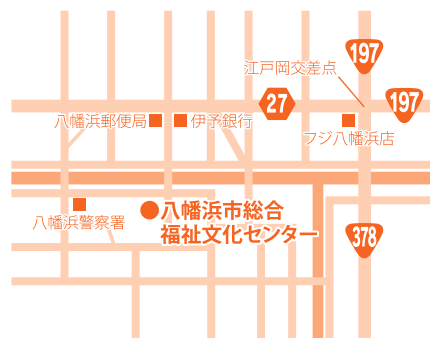 197
江戸岡交差点
27
197
八幡浜郵便局
伊予銀行
フジ八幡浜店
八幡浜警察署
八幡浜市総合
福祉文化センター
378